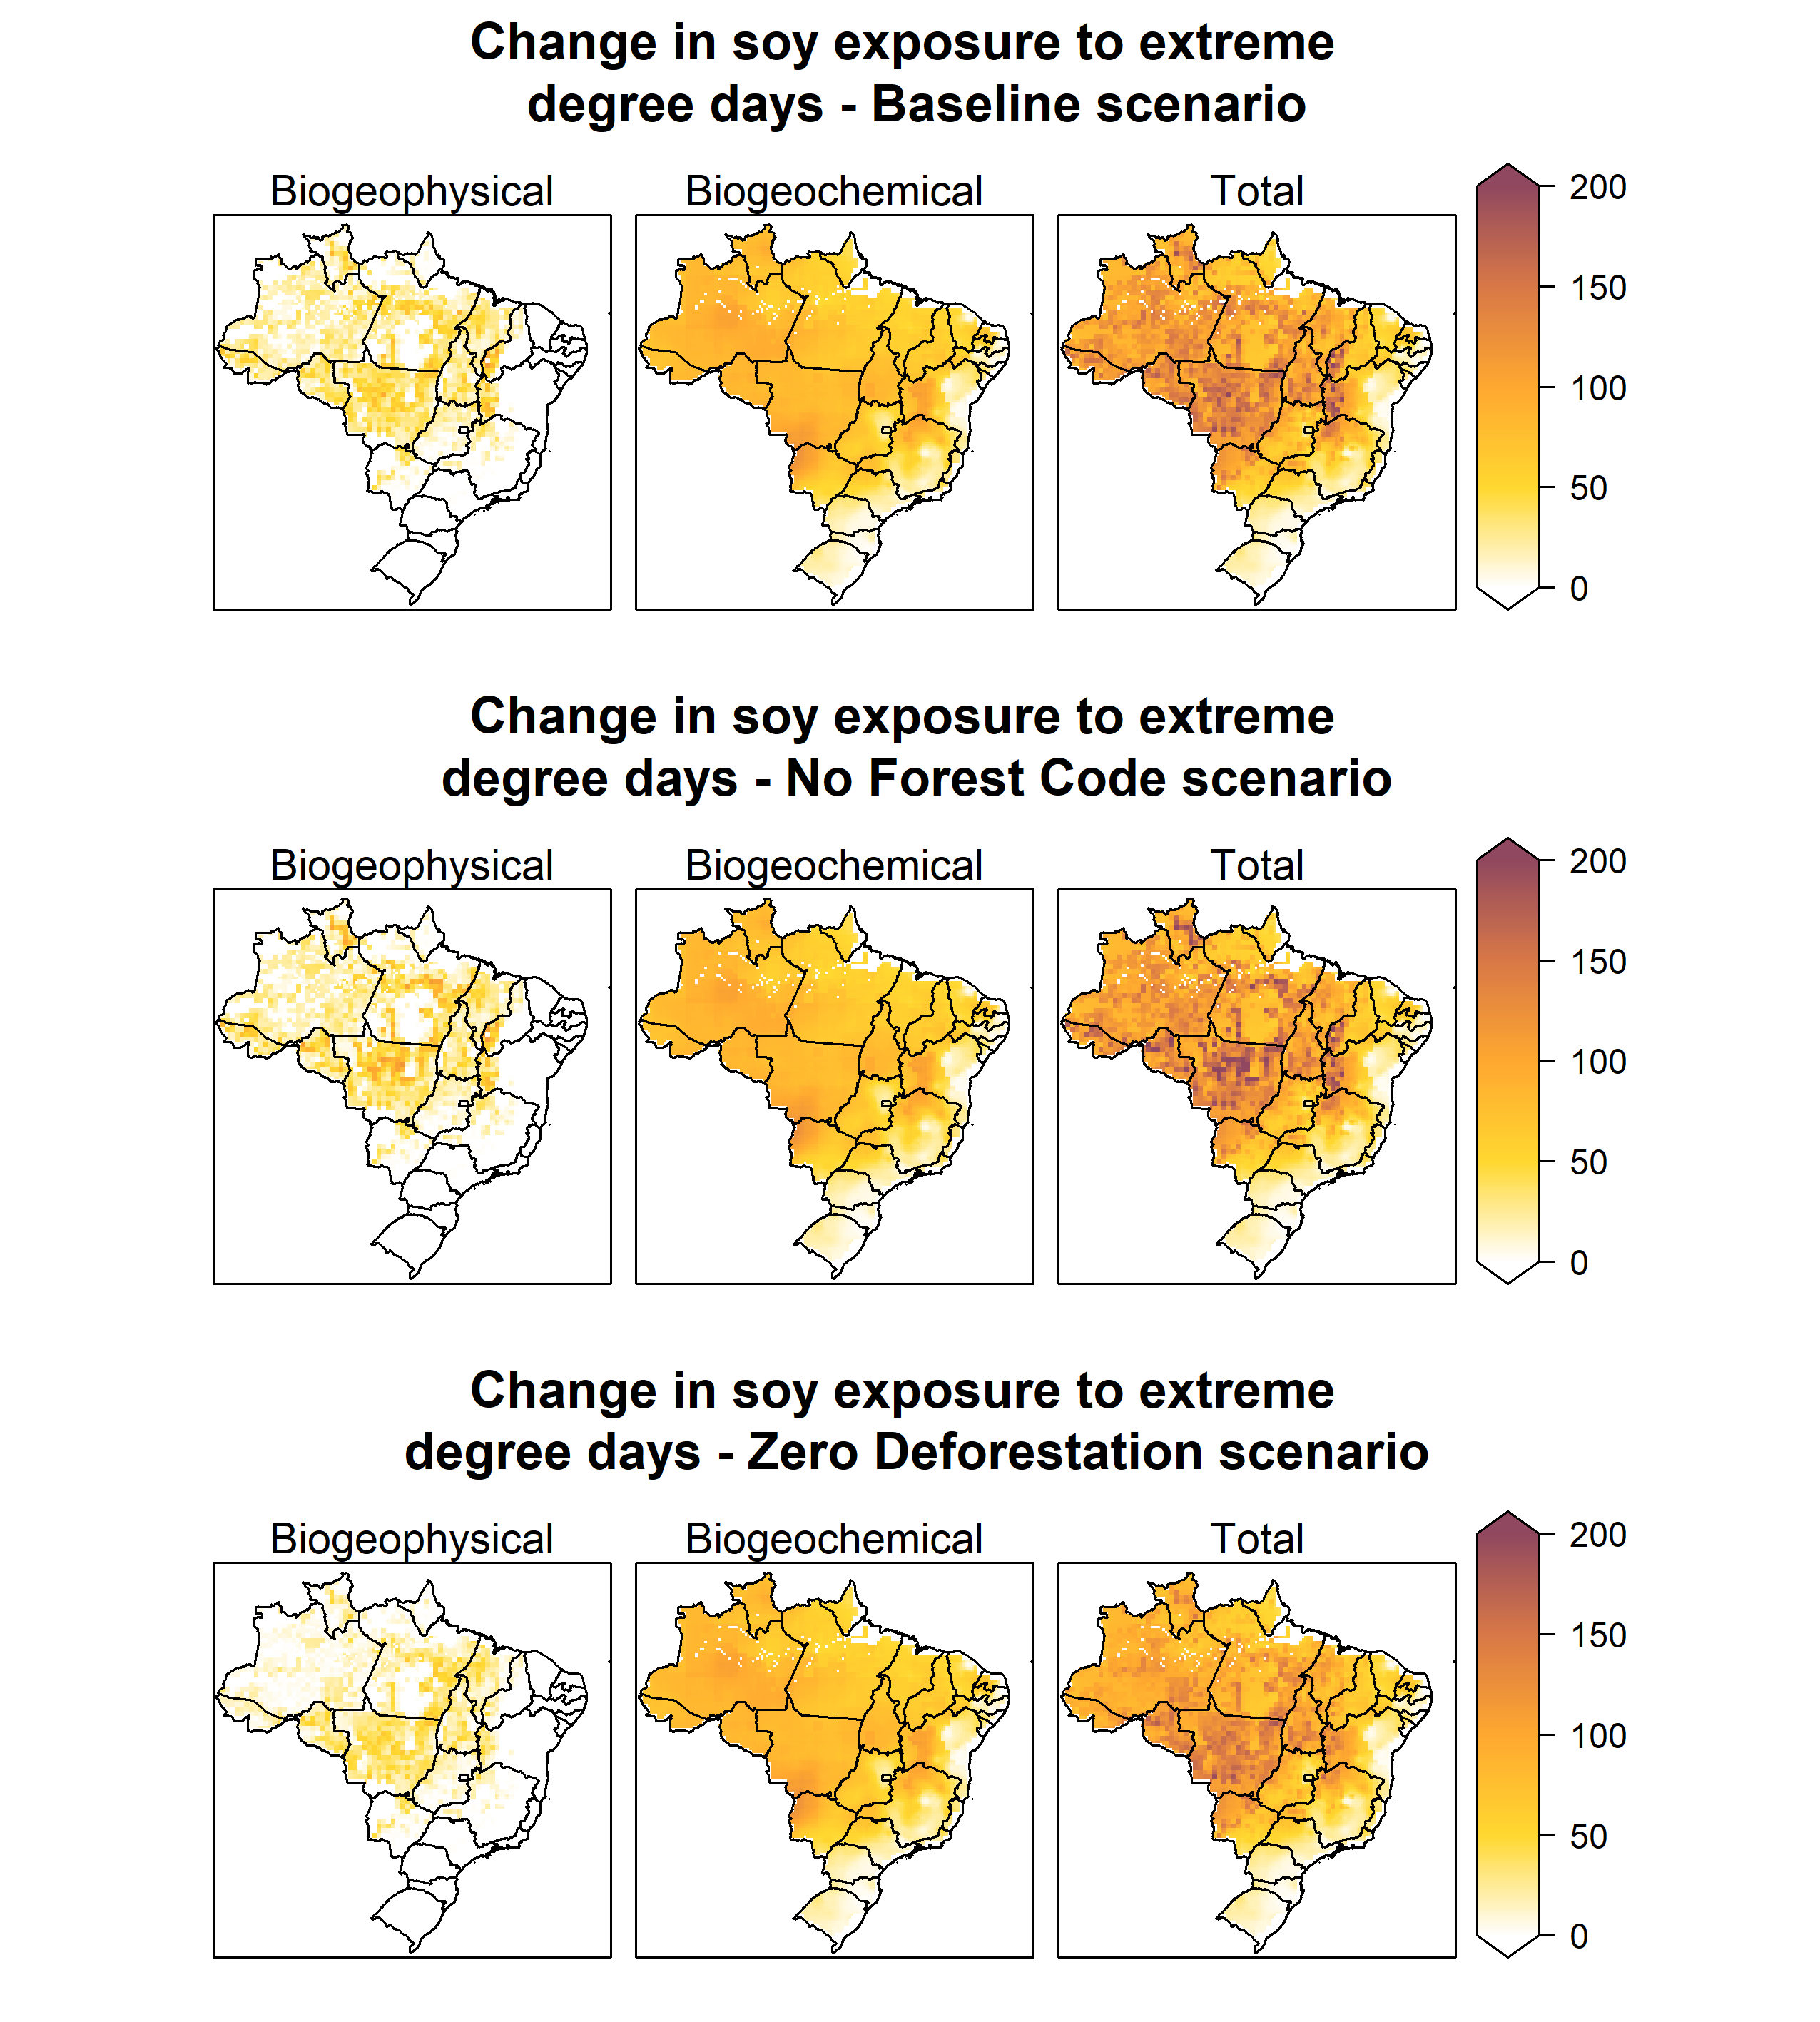 Change in soy exposure to extreme
degree days - Baseline scenario
Biogeophysical
Biogeochemical
Total
200
150
100
50
0
Change in soy exposure to extreme
degree days - No Forest Code scenario
Biogeophysical
Biogeochemical
Total
200
150
100
50
0
Change in soy exposure to extreme
degree days - Zero Deforestation scenario
Biogeophysical
Biogeochemical
Total
200
150
100
50
0